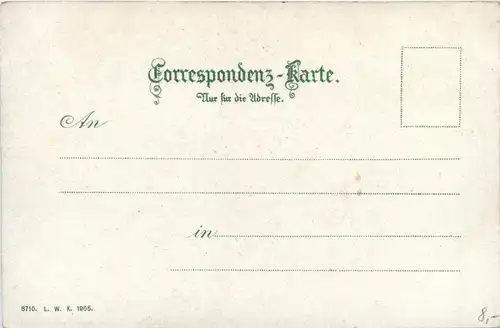 Correspondenz-Karte.
Nur für die Adresse.
An
in
8710. L. W. K. 1905.
8,-